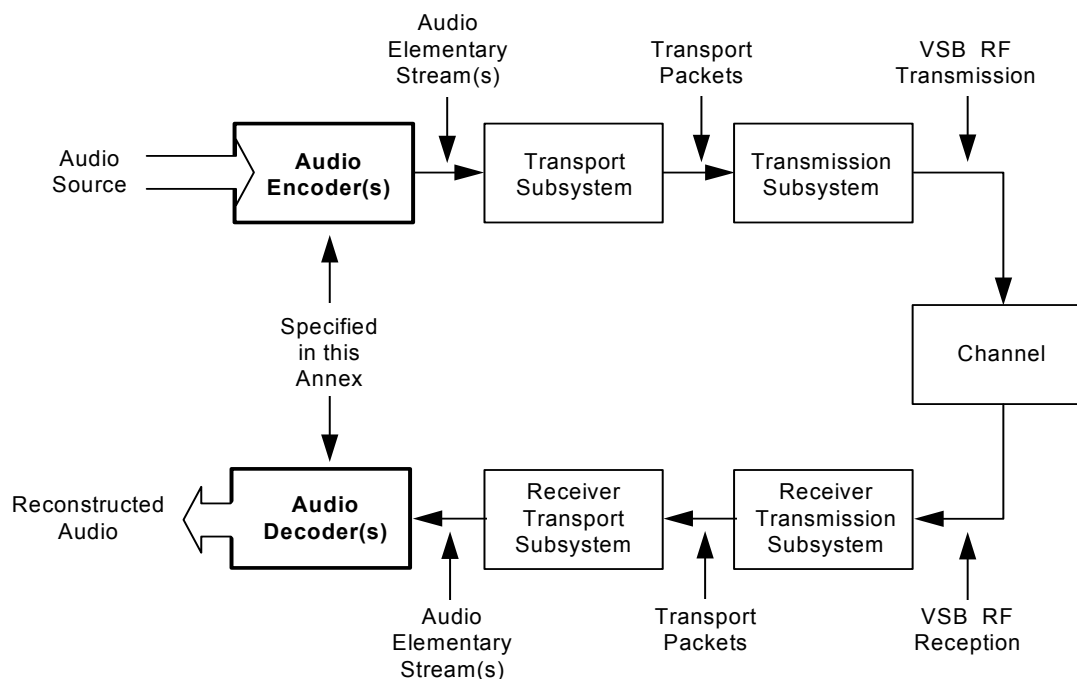 Audio
Elementary
Stream(s)
Transport
Packets
VSB RF
Transmission
Audio
Source
Audio
Encoder(s)
Transport
Subsystem
Transmission
Subsystem
Specified
in this
Annex
Channel
Reconstructed
Audio
Audio
Decoder(s)
Receiver
Transport
Subsystem
Receiver
Transmission
Subsystem
Audio
Elementary
Stream(s)
Transport
Packets
VSB RF
Reception